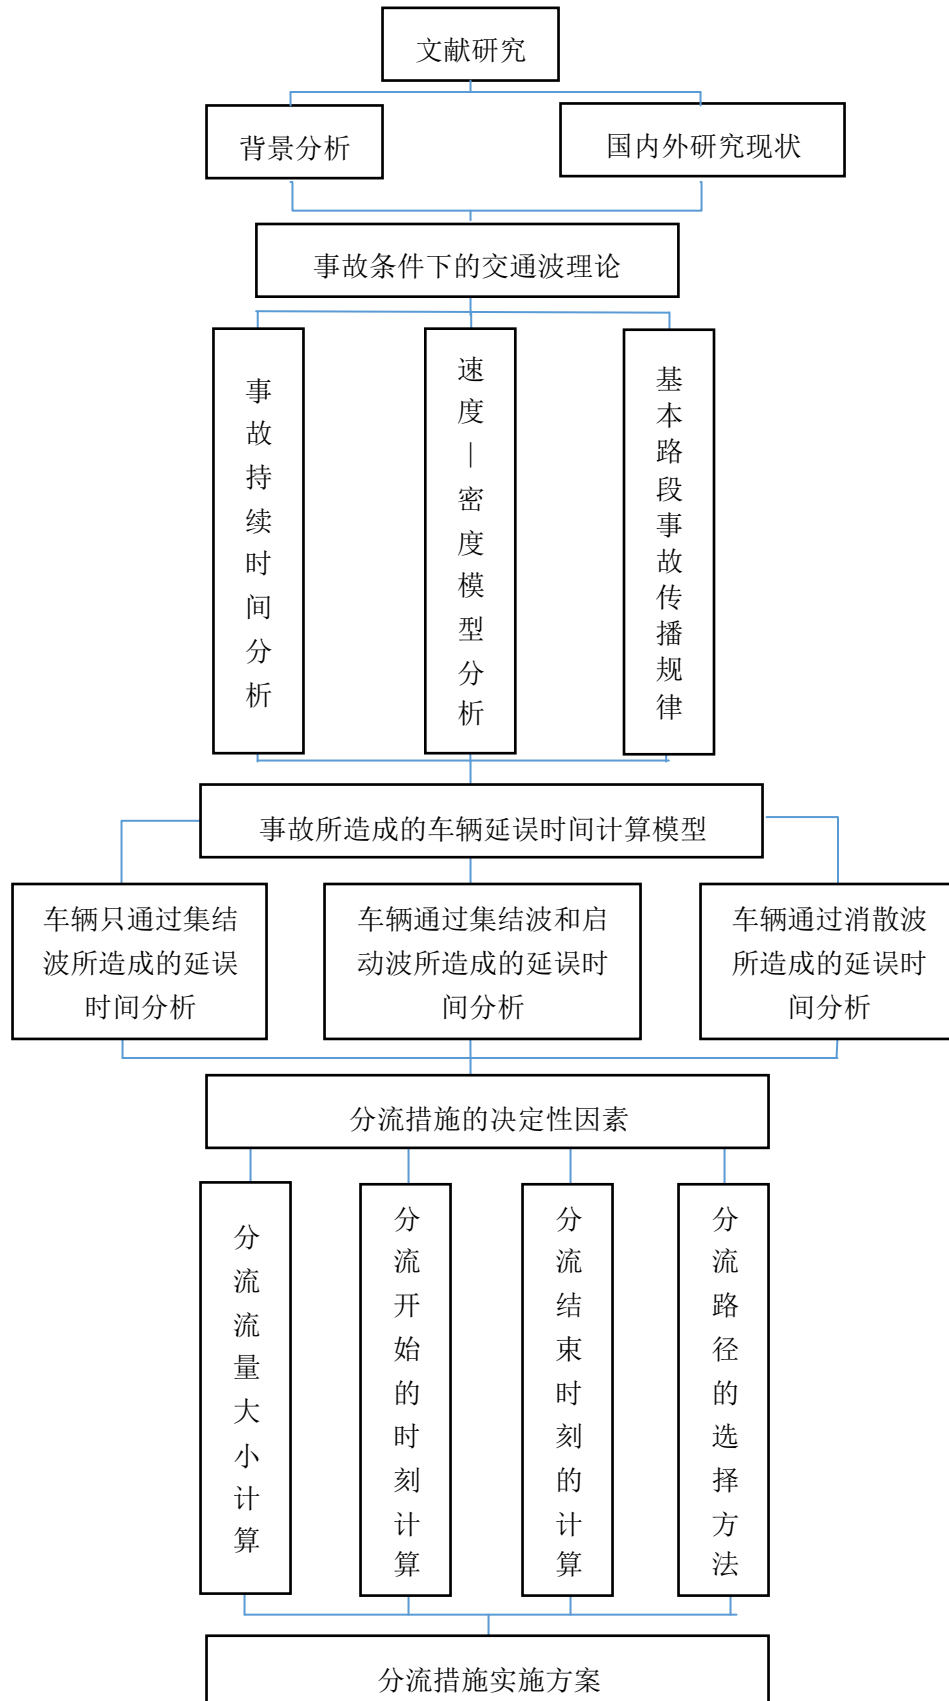 文献研究
背景分析
国内外研究现状
事故条件下的交通波理论
事故持续时间分析
速度—密度模型分析
基本路段事故传播规律
事故所造成的车辆延误时间计算模型
车辆只通过集结
波所造成的延误
时间分析
车辆通过集结波和启
动波所造成的延误时
间分析
车辆通过消散波
所造成的延误时
间分析
分流措施的决定性因素
分流流量大小计算
分流开始的时刻计算
分流结束时刻的计算
分流路径的选择方法
分流措施实施方案